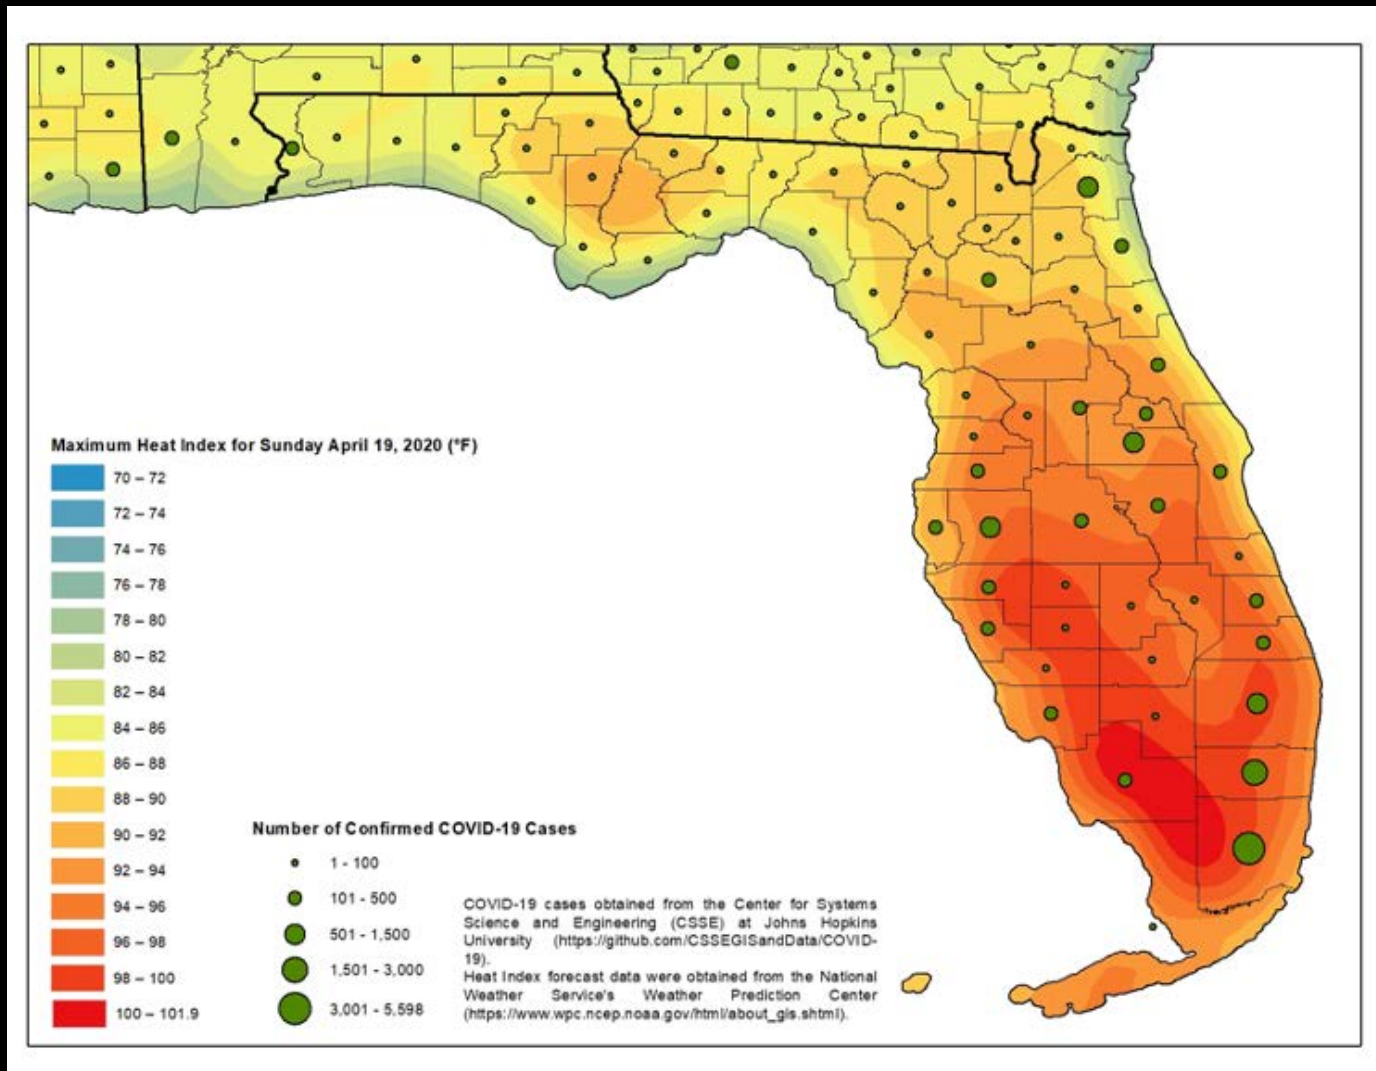 Maximum Heat Index for Sunday April 19, 2020 (°F)
70 – 72
72 – 74
74 – 76
76 – 78
78 – 80
80 – 82
82 – 84
84 – 86
86 – 88
88 – 90
90 – 92
92 – 94
94 – 96
96 – 98
98 – 100
100 – 101.9
Number of Confirmed COVID-19 Cases
1 - 100
101 - 500
501 - 1,500
1,501 - 3,000
3,001 - 5,598
COVID-19 cases obtained from the Center for Systems
Science and Engineering (CSSE) at Johns Hopkins
University (https://github.com/CSSEGISandData/COVID-
19).
Heat Index forecast data were obtained from the National
Weather Service's Weather Prediction Center
(https://www.wpc.ncep.noaa.gov/html/about_gis.shtml).